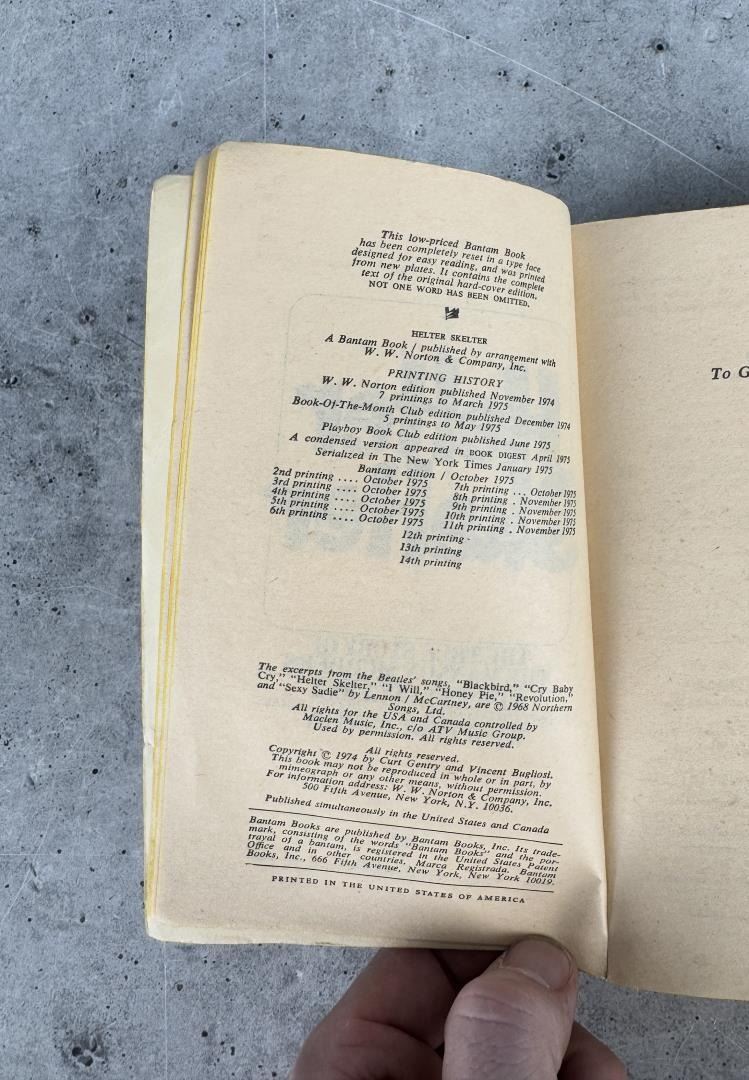 This low-priced Bantam Book
has been completely reset in a type face
designed for easy reading, and was printed
from new plates. It contains the complete
text of the original hard-cover edition.
NOT ONE WORD HAS BEEN OMITTED.
HELTER SKELTER
A Bantam Book / published by arrangement with
W. W. Norton & Company, Inc.
PRINTING HISTORY
W. W. Norton edition published November 1974
7 printings to March 1975
Book-Of-The-Month Club edition published December 1974
5 printings to May 1975
Playboy Book Club edition published June 1975
A condensed version appeared in BOOK DIGEST April 1975
Serialized in The New York Times January 1975
Bantam edition / October 1975
2nd printing .... October 1975 7th printing ... October 1975
3rd printing .... October 1975 8th printing . November 1975
4th printing .... October 1975 9th printing . November 1975
5th printing .... October 1975 10th printing . November 1975
6th printing .... October 1975 11th printing . November 1975
12th printing
13th printing
14th printing
The excerpts from the Beatles' songs, "Blackbird," "Cry Baby
Cry," "Helter Skelter," "I Will," "Honey Pie," "Revolution,"
and "Sexy Sadie" by Lennon / McCartney, are © 1968 Northern
Songs, Ltd.
All rights for the USA and Canada controlled by
Maclen Music, Inc., c/o ATV Music Group.
Used by permission. All rights reserved.
All rights reserved.
Copyright © 1974 by Curt Gentry and Vincent Bugliosi.
This book may not be reproduced in whole or in part, by
mimeograph or any other means, without permission.
For information address: W. W. Norton & Company, Inc.
500 Fifth Avenue, New York, N.Y. 10036.
Published simultaneously in the United States and Canada
Bantam Books are published by Bantam Books, Inc. Its trade-
mark, consisting of the words "Bantam Books" and the por-
trayal of a bantam, is registered in the United States Patent
Office and in other countries. Marca Registrada. Bantam
Books, Inc., 666 Fifth Avenue, New York, New York 10019.
PRINTED IN THE UNITED STATES OF AMERICA
To G